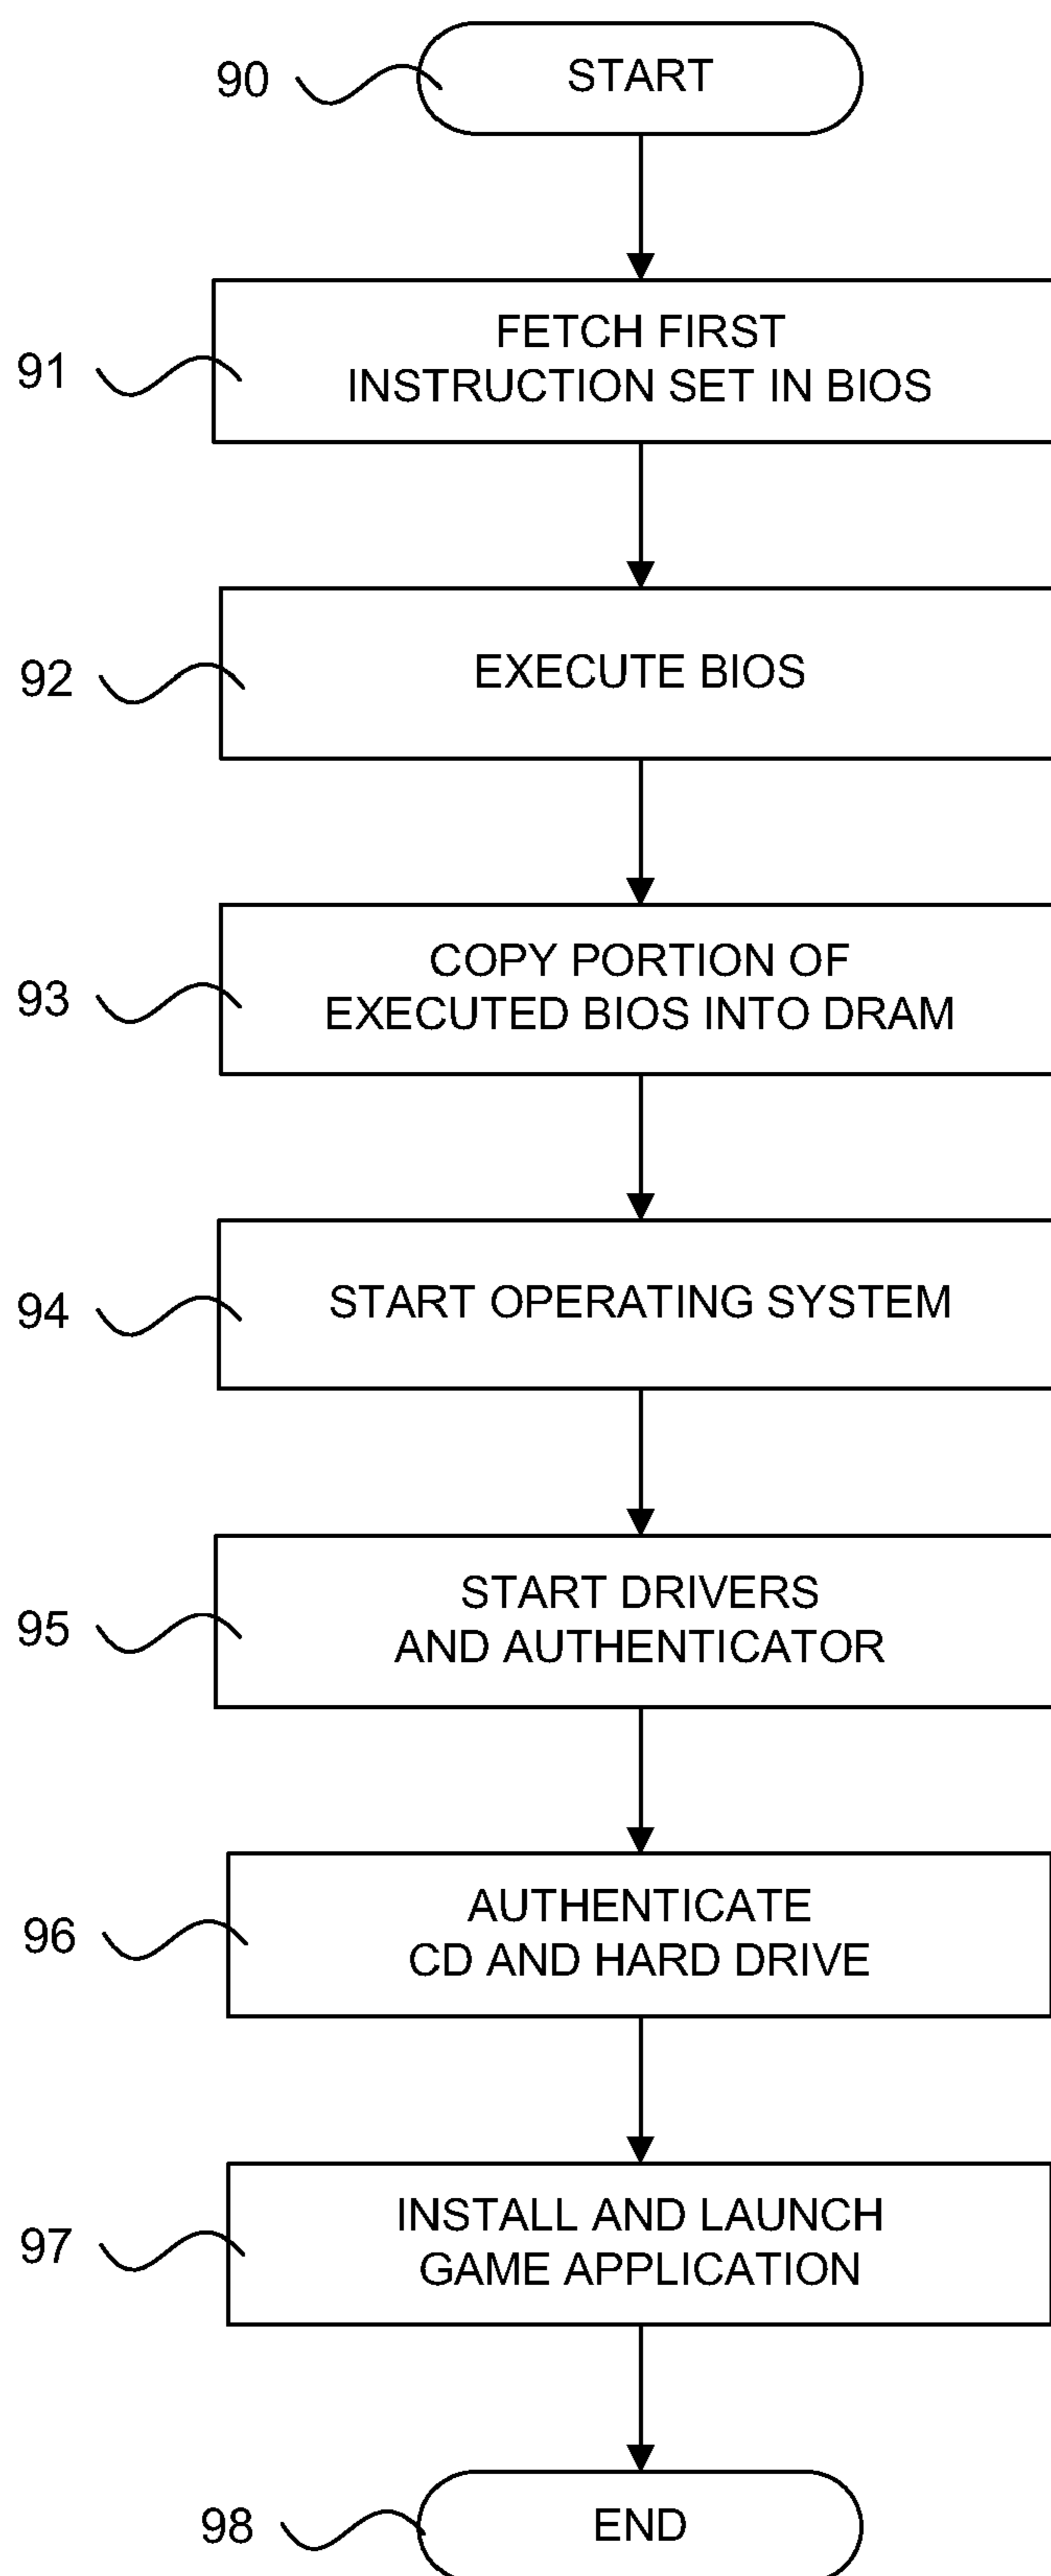 90 START
91 FETCH FIRST
INSTRUCTION SET IN BIOS
92 EXECUTE BIOS
93 COPY PORTION OF
EXECUTED BIOS INTO DRAM
94 START OPERATING SYSTEM
95 START DRIVERS
AND AUTHENTICATOR
96 AUTHENTICATE
CD AND HARD DRIVE
97 INSTALL AND LAUNCH
GAME APPLICATION
98 END